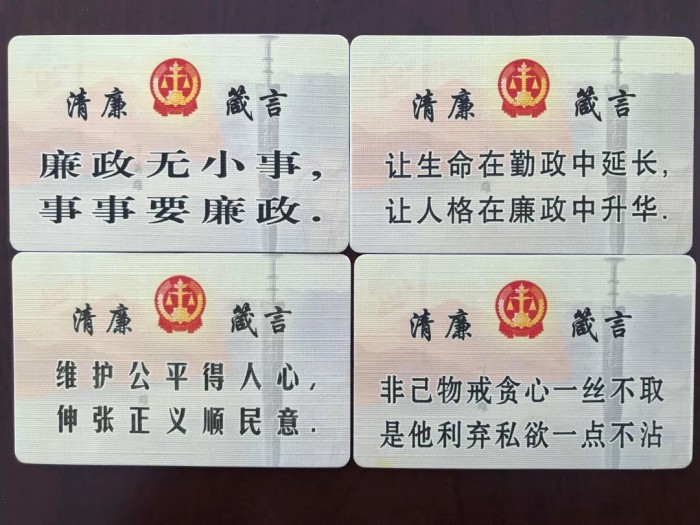 清廉 箴言
廉政无小事,
事事要廉政.
清廉 箴言
让生命在勤政中延长,
让人格在廉政中升华.
清廉 箴言
维护公平得人心,
伸张正义顺民意.
清廉 箴言
非己物戒贪心一丝不取
是他利弃私欲一点不沾